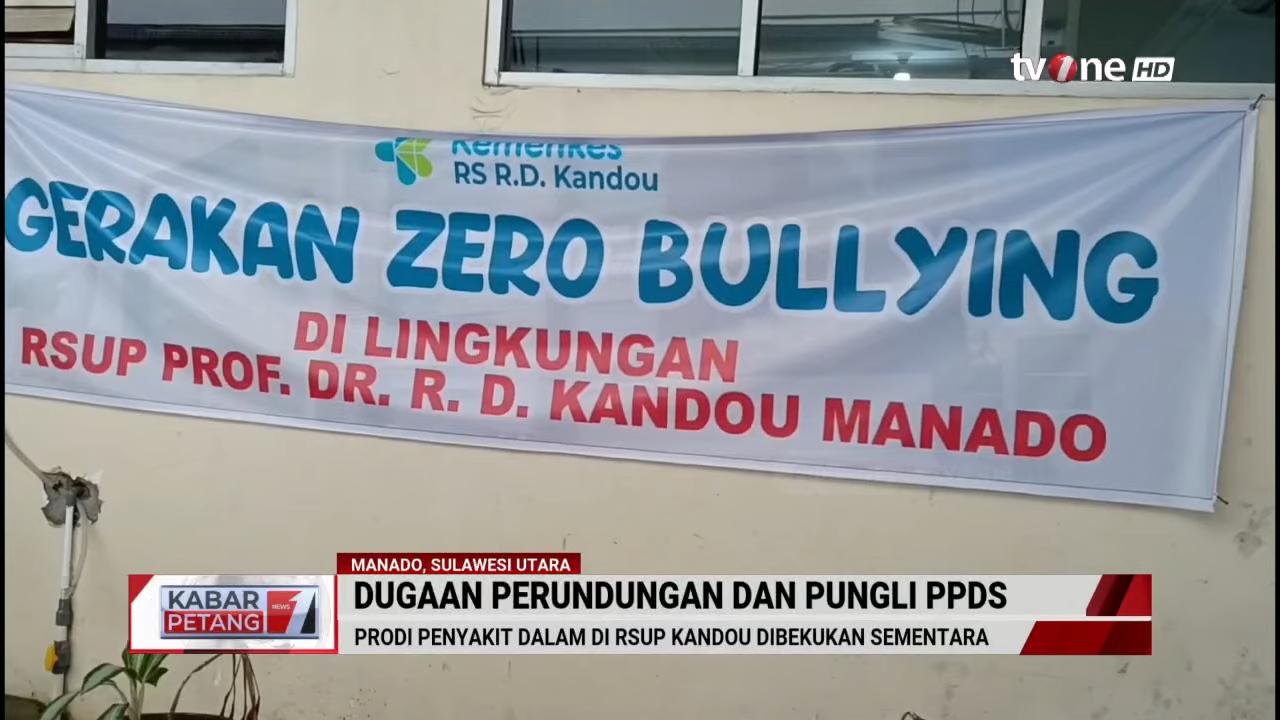 tvOne HD
Kemenkes
RS R.D. Kandou
GERAKAN ZERO BULLYING
DI LINGKUNGAN
RSUP PROF. DR. R. D. KANDOU MANADO
MANADO, SULAWESI UTARA
KABAR PETANG
NEWS 1
DUGAAN PERUNDUNGAN DAN PUNGLI PPDS
PRODI PENYAKIT DALAM DI RSUP KANDOU DIBEKUKAN SEMENTARA